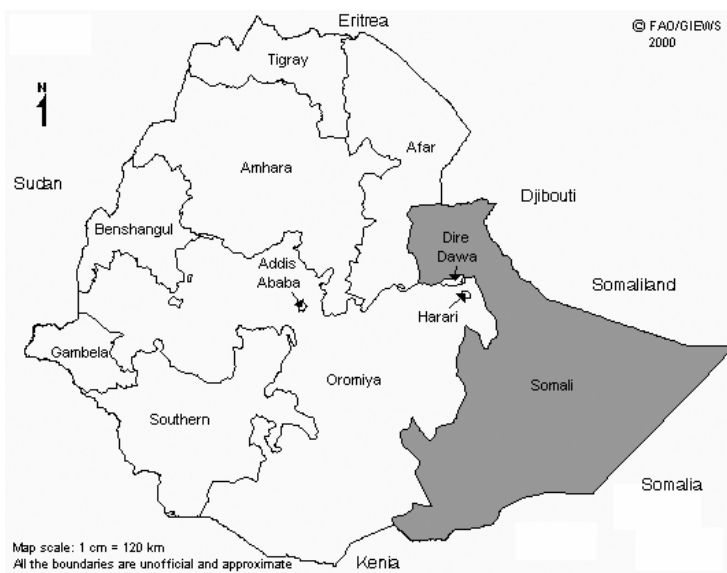 Eritrea
© FAO/GIEWS
2000
Tigray
N
Afar
Amhara
Sudan
Djibouti
Benshangul
Dire
Dawa
Addis
Ababa
Somaliland
Harari
Gambela
Oromiya
Somali
Southern
Somalia
Map scale: 1 cm = 120 km
All the boundaries are unofficial and approximate
Kenia